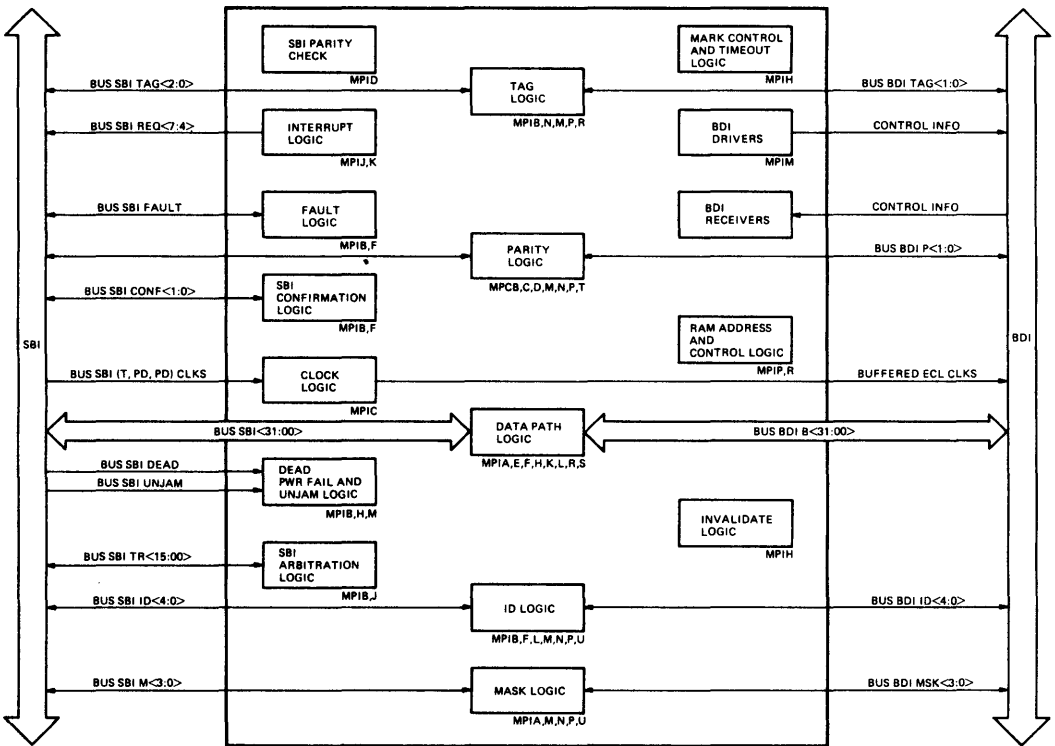 SBI PARITY
CHECK
MPID
MARK CONTROL
AND TIMEOUT
LOGIC
MPIH
BUS SBI TAG<2:0>
TAG
LOGIC
MPIB,N,M,P,R
BUS BDI TAG<1:0>
BUS SBI REQ<7:4>
INTERRUPT
LOGIC
MPIJ,K
BDI
DRIVERS
MPIM
CONTROL INFO
BUS SBI FAULT
FAULT
LOGIC
MPIB,F
BDI
RECEIVERS
CONTROL INFO
PARITY
LOGIC
MPCB,C,D,M,N,P,T
BUS BDI P<1:0>
BUS SBI CONF<1:0>
SBI
CONFIRMATION
LOGIC
MPIB,F
SBI
RAM ADDRESS
AND
CONTROL LOGIC
MPIP,R
BDI
BUS SBI (T, PD, PD) CLKS
CLOCK
LOGIC
MPIC
BUFFERED ECL CLKS
BUS SBI<31:00>
DATA PATH
LOGIC
MPIA,E,F,H,K,L,R,S
BUS BDI B<31:00>
BUS SBI DEAD
BUS SBI UNJAM
DEAD
PWR FAIL AND
UNJAM LOGIC
MPIB,H,M
INVALIDATE
LOGIC
MPIH
BUS SBI TR<15:00>
SBI
ARBITRATION
LOGIC
MPIB,J
BUS SBI ID<4:0>
ID LOGIC
MPIB,F,L,M,N,P,U
BUS BDI ID<4:0>
BUS SBI M<3:0>
MASK LOGIC
MPIA,M,N,P,U
BUS BDI MSK<3:0>